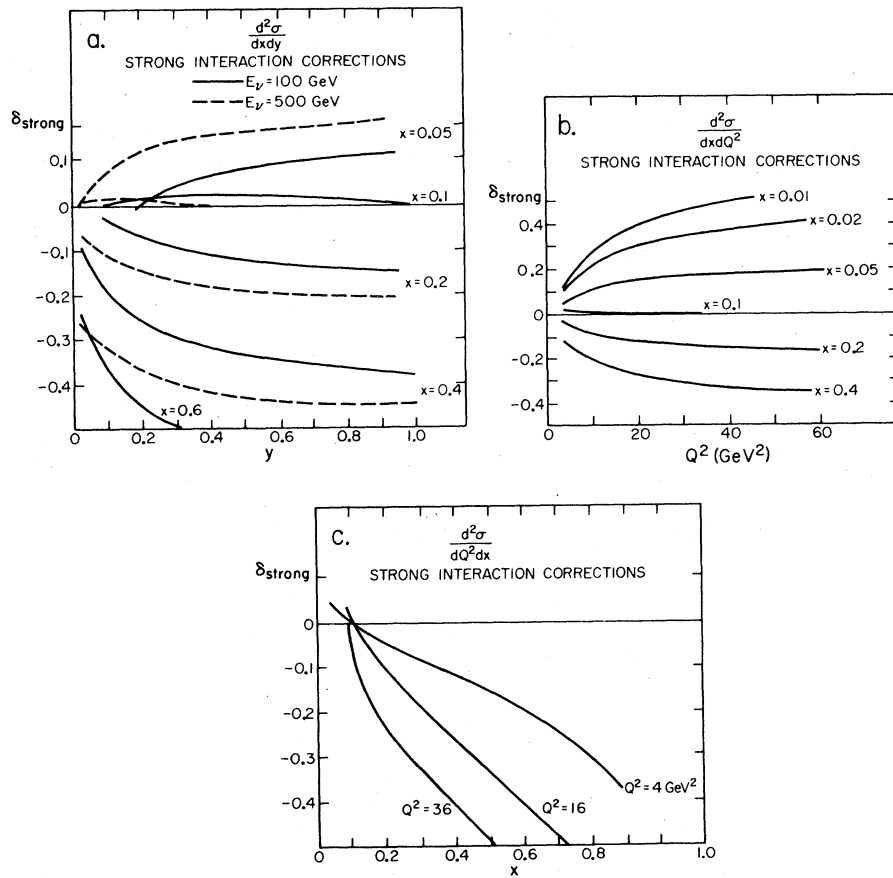 a.
d²σ
dxdy
STRONG INTERACTION CORRECTIONS
E_ν = 100 GeV
E_ν = 500 GeV
δstrong
0.1
0
-0.1
-0.2
-0.3
-0.4
x=0.05
x=0.1
x=0.2
x=0.4
x=0.6
0 0.2 0.4 0.6 0.8 1.0
y
b.
d²σ
dxdQ²
STRONG INTERACTION CORRECTIONS
δstrong
0.4
0.2
0
-0.2
-0.4
x=0.01
x=0.02
x=0.05
x=0.1
x=0.2
x=0.4
0 20 40 60
Q² (GeV²)
c.
d²σ
dQ²dx
STRONG INTERACTION CORRECTIONS
δstrong
0
-0.1
-0.2
-0.3
-0.4
Q²=36
Q²=16
Q²=4 GeV²
0 0.2 0.4 0.6 0.8 1.0
x